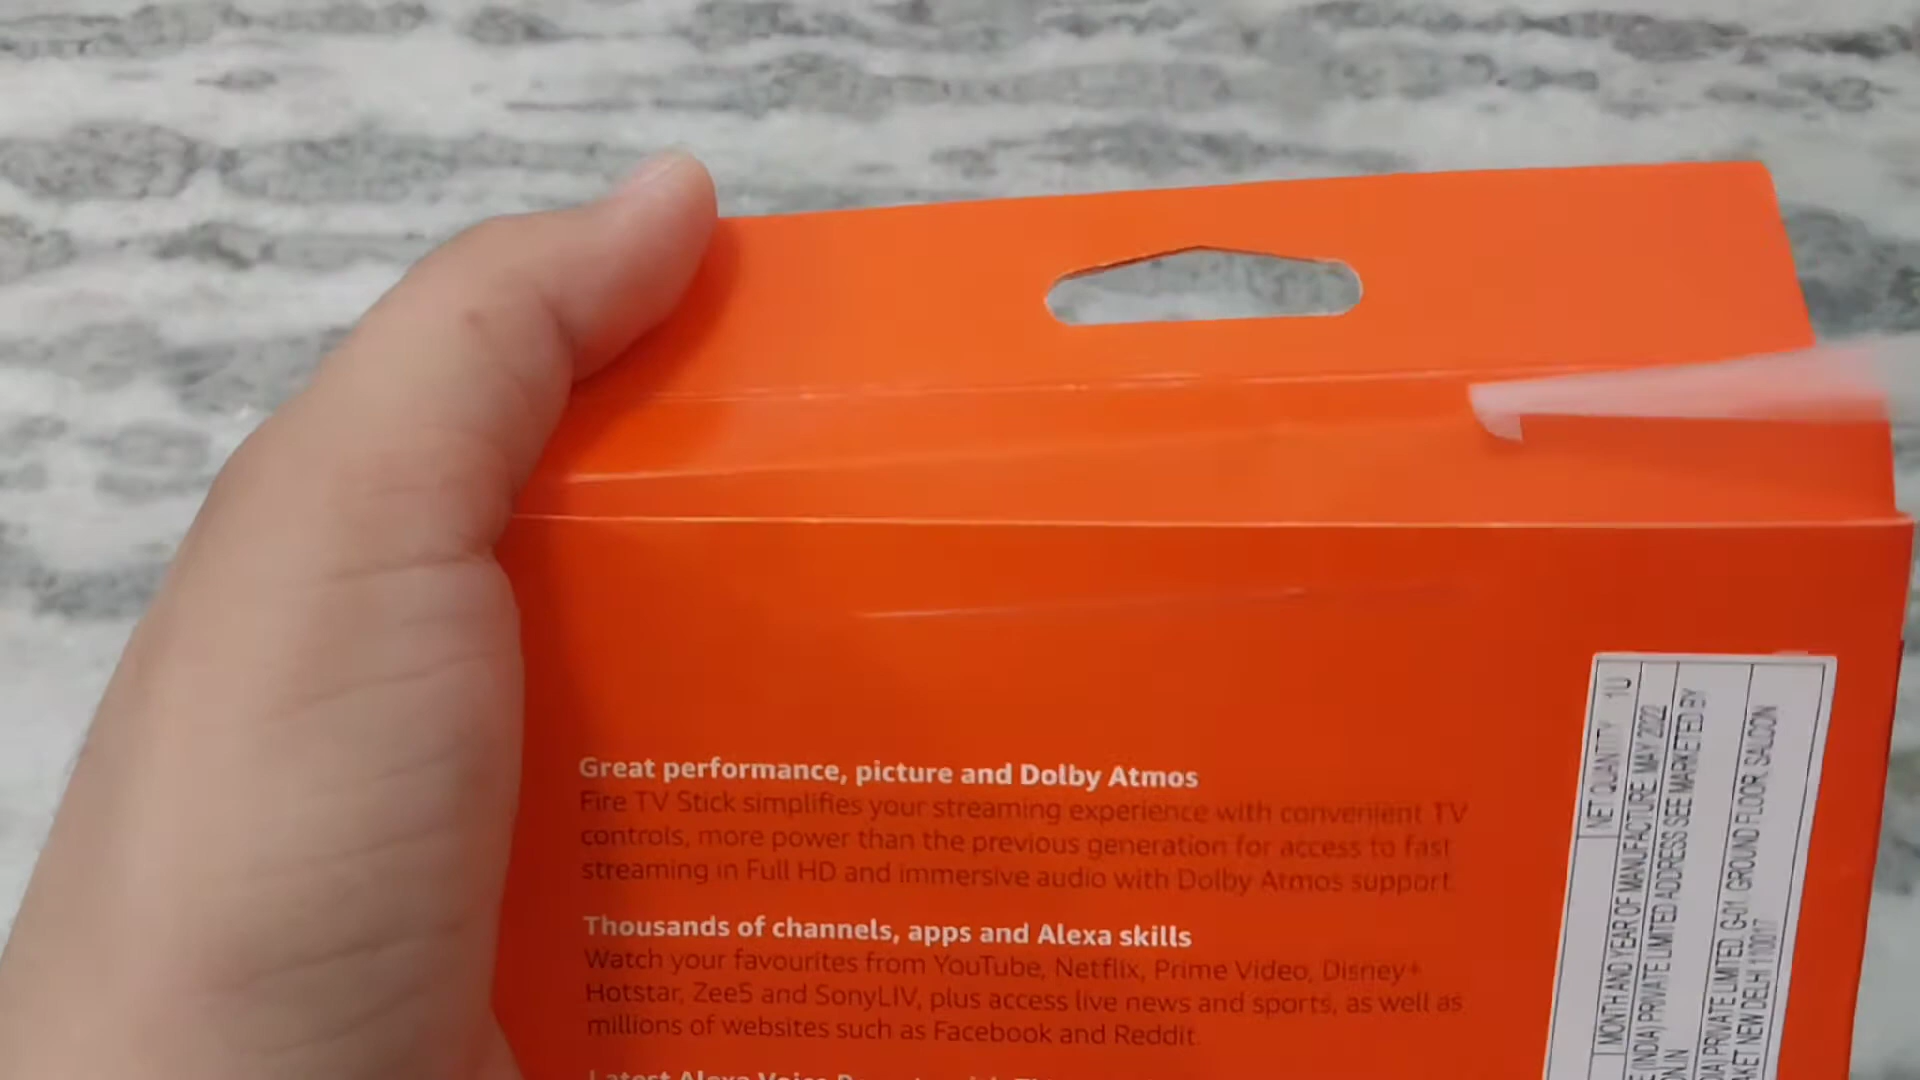 Great performance, picture and Dolby Atmos
Fire TV Stick simplifies your streaming experience with convenient TV
controls, more power than the previous generation for access to fast
streaming in Full HD and immersive audio with Dolby Atmos support.
Thousands of channels, apps and Alexa skills
Watch your favourites from YouTube, Netflix, Prime Video, Disney+
Hotstar, Zee5 and SonyLIV, plus access live news and sports, as well as
millions of websites such as Facebook and Reddit.
Latest Alexa Voice
NET QUANTITY 1U
MONTH AND YEAR OF MANUFACTURE MAY 2022
(INDIA) PRIVATE LIMITED ADDRESS SEE MARKETED BY
PRIVATE LIMITED, G-01, GROUND FLOOR, SALCON
NEW DELHI 110017